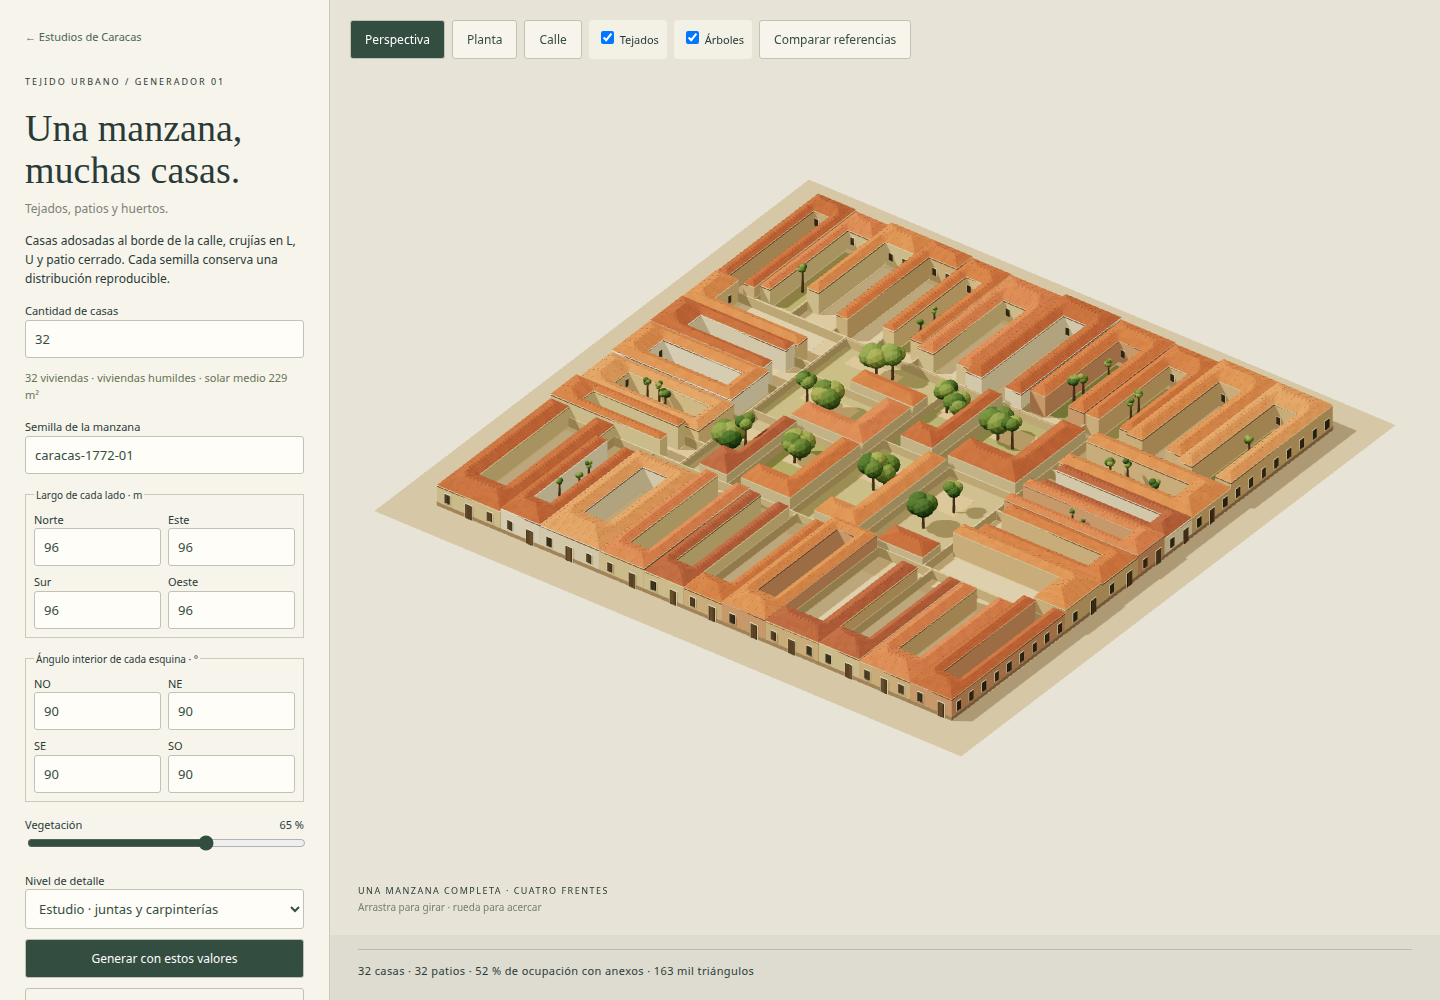 ← Estudios de Caracas
TEJIDO URBANO / GENERADOR 01
Una manzana,
muchas casas.
Tejados, patios y huertos.
Casas adosadas al borde de la calle, crujías en L,
U y patio cerrado. Cada semilla conserva una
distribución reproducible.
Cantidad de casas
32
32 viviendas · viviendas humildes · solar medio 229
m²
Semilla de la manzana
caracas-1772-01
Largo de cada lado · m
Norte
Este
96
96
Sur
Oeste
96
96
Ángulo interior de cada esquina · °
NO
NE
90
90
SE
SO
90
90
Vegetación
65 %
Nivel de detalle
Estudio · juntas y carpinterías
Generar con estos valores
Perspectiva
Planta
Calle
Tejados
Árboles
Comparar referencias
UNA MANZANA COMPLETA · CUATRO FRENTES
Arrastra para girar · rueda para acercar
32 casas · 32 patios · 52 % de ocupación con anexos · 163 mil triángulos